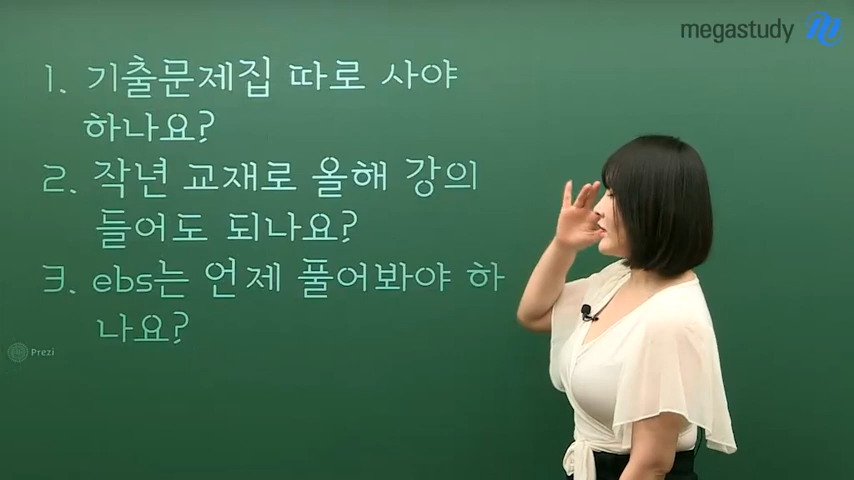 megastudy
1. 기출문제집 따로 사야
하나요?
2. 작년 교재로 올해 강의
들어도 되나요?
3. ebs는 언제 풀어봐야 하
나요?
Prezi